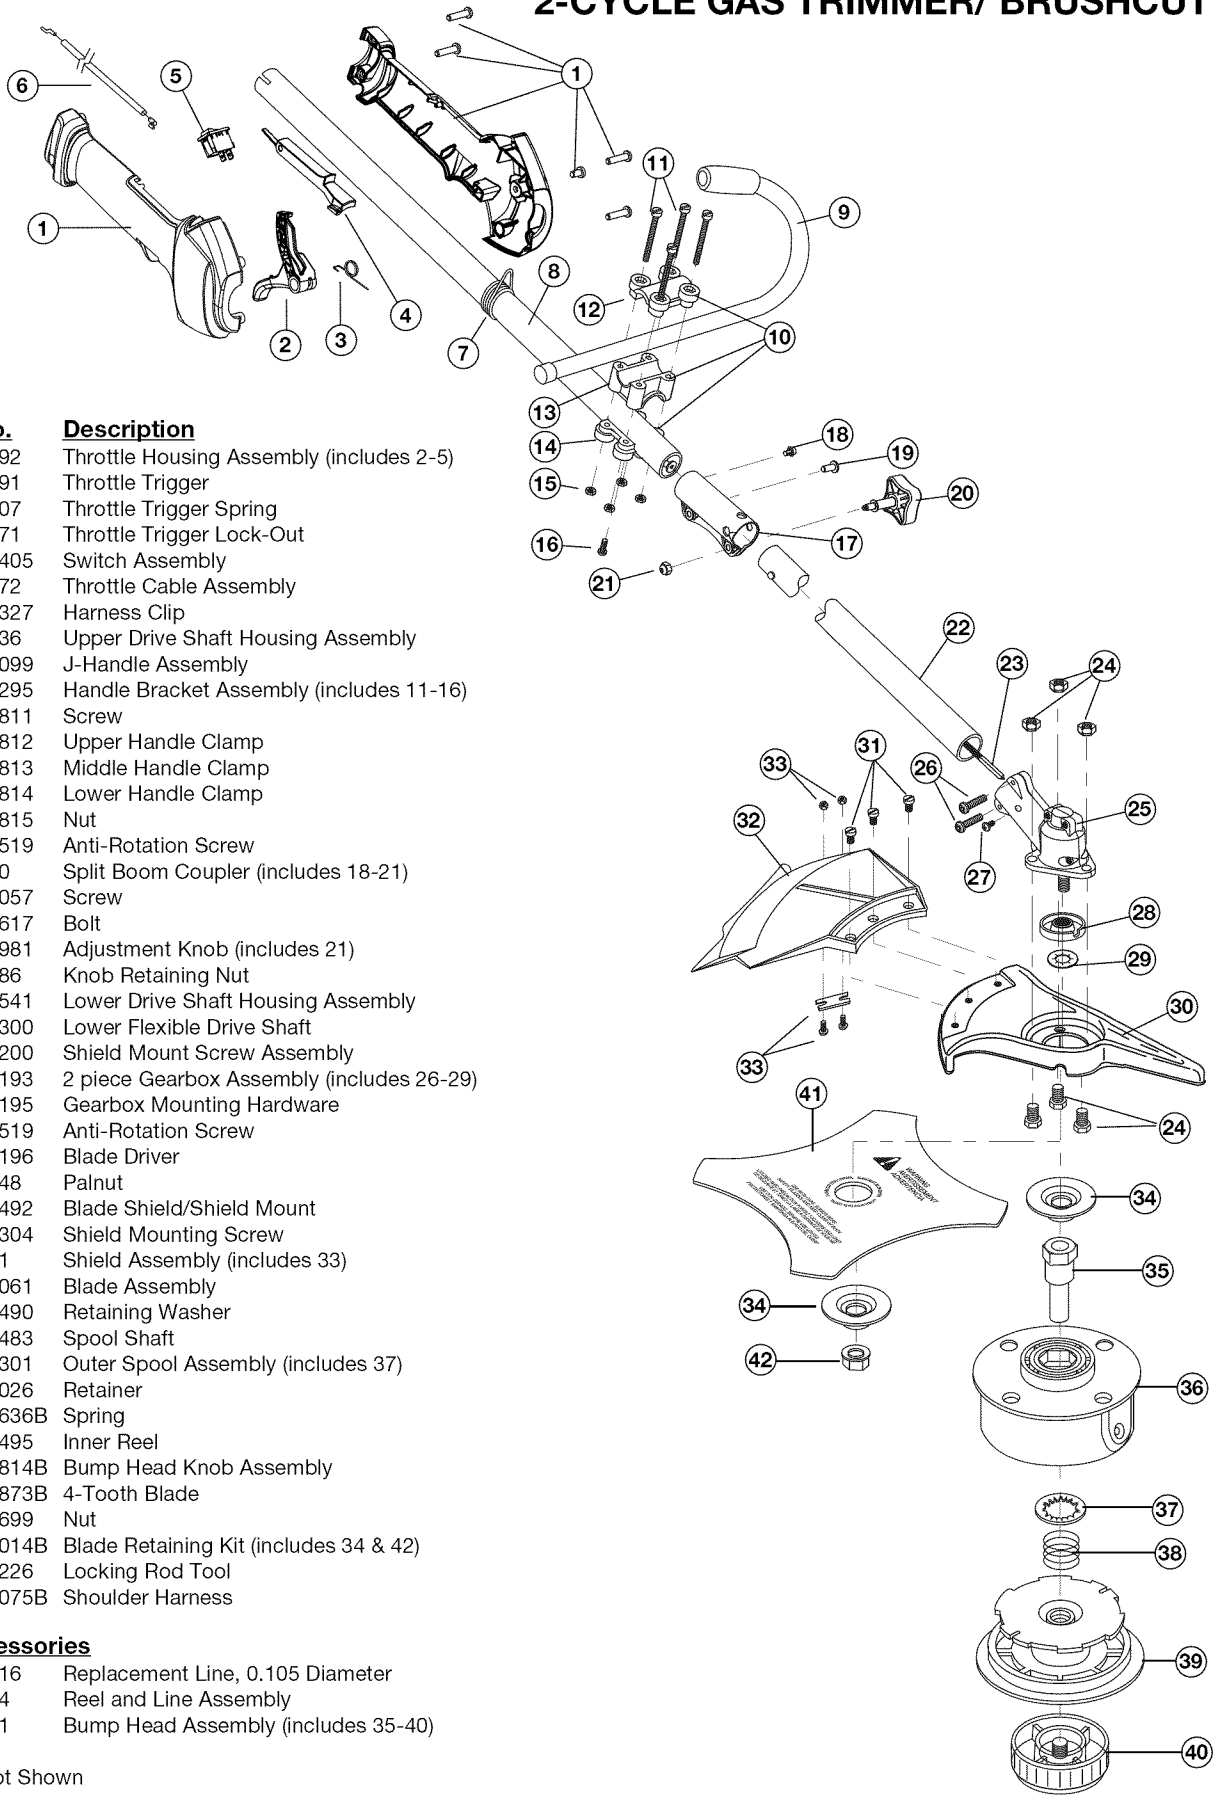 2-CYCLE GAS TRIMMER/ BRUSHCUT
o. Description
92 Throttle Housing Assembly (includes 2-5)
91 Throttle Trigger
07 Throttle Trigger Spring
71 Throttle Trigger Lock-Out
405 Switch Assembly
72 Throttle Cable Assembly
327 Harness Clip
36 Upper Drive Shaft Housing Assembly
099 J-Handle Assembly
295 Handle Bracket Assembly (includes 11-16)
811 Screw
812 Upper Handle Clamp
813 Middle Handle Clamp
814 Lower Handle Clamp
815 Nut
519 Anti-Rotation Screw
0 Split Boom Coupler (includes 18-21)
057 Screw
617 Bolt
981 Adjustment Knob (includes 21)
86 Knob Retaining Nut
541 Lower Drive Shaft Housing Assembly
300 Lower Flexible Drive Shaft
200 Shield Mount Screw Assembly
193 2 piece Gearbox Assembly (includes 26-29)
195 Gearbox Mounting Hardware
519 Anti-Rotation Screw
196 Blade Driver
48 Palnut
492 Blade Shield/Shield Mount
304 Shield Mounting Screw
1 Shield Assembly (includes 33)
061 Blade Assembly
490 Retaining Washer
483 Spool Shaft
301 Outer Spool Assembly (includes 37)
026 Retainer
636B Spring
495 Inner Reel
814B Bump Head Knob Assembly
873B 4-Tooth Blade
699 Nut
014B Blade Retaining Kit (includes 34 & 42)
226 Locking Rod Tool
075B Shoulder Harness
essories
16 Replacement Line, 0.105 Diameter
4 Reel and Line Assembly
1 Bump Head Assembly (includes 35-40)
ot Shown
1
6
5
11
9
1
8
12
4
2
3
7
10
13
14
18
19
15
20
16
17
21
22
23
24
31
33
26
32
25
27
28
29
30
33
41
24
WARNING
AVERTISSEMENT
ADVERTENCIA
34
35
34
42
36
37
38
39
40